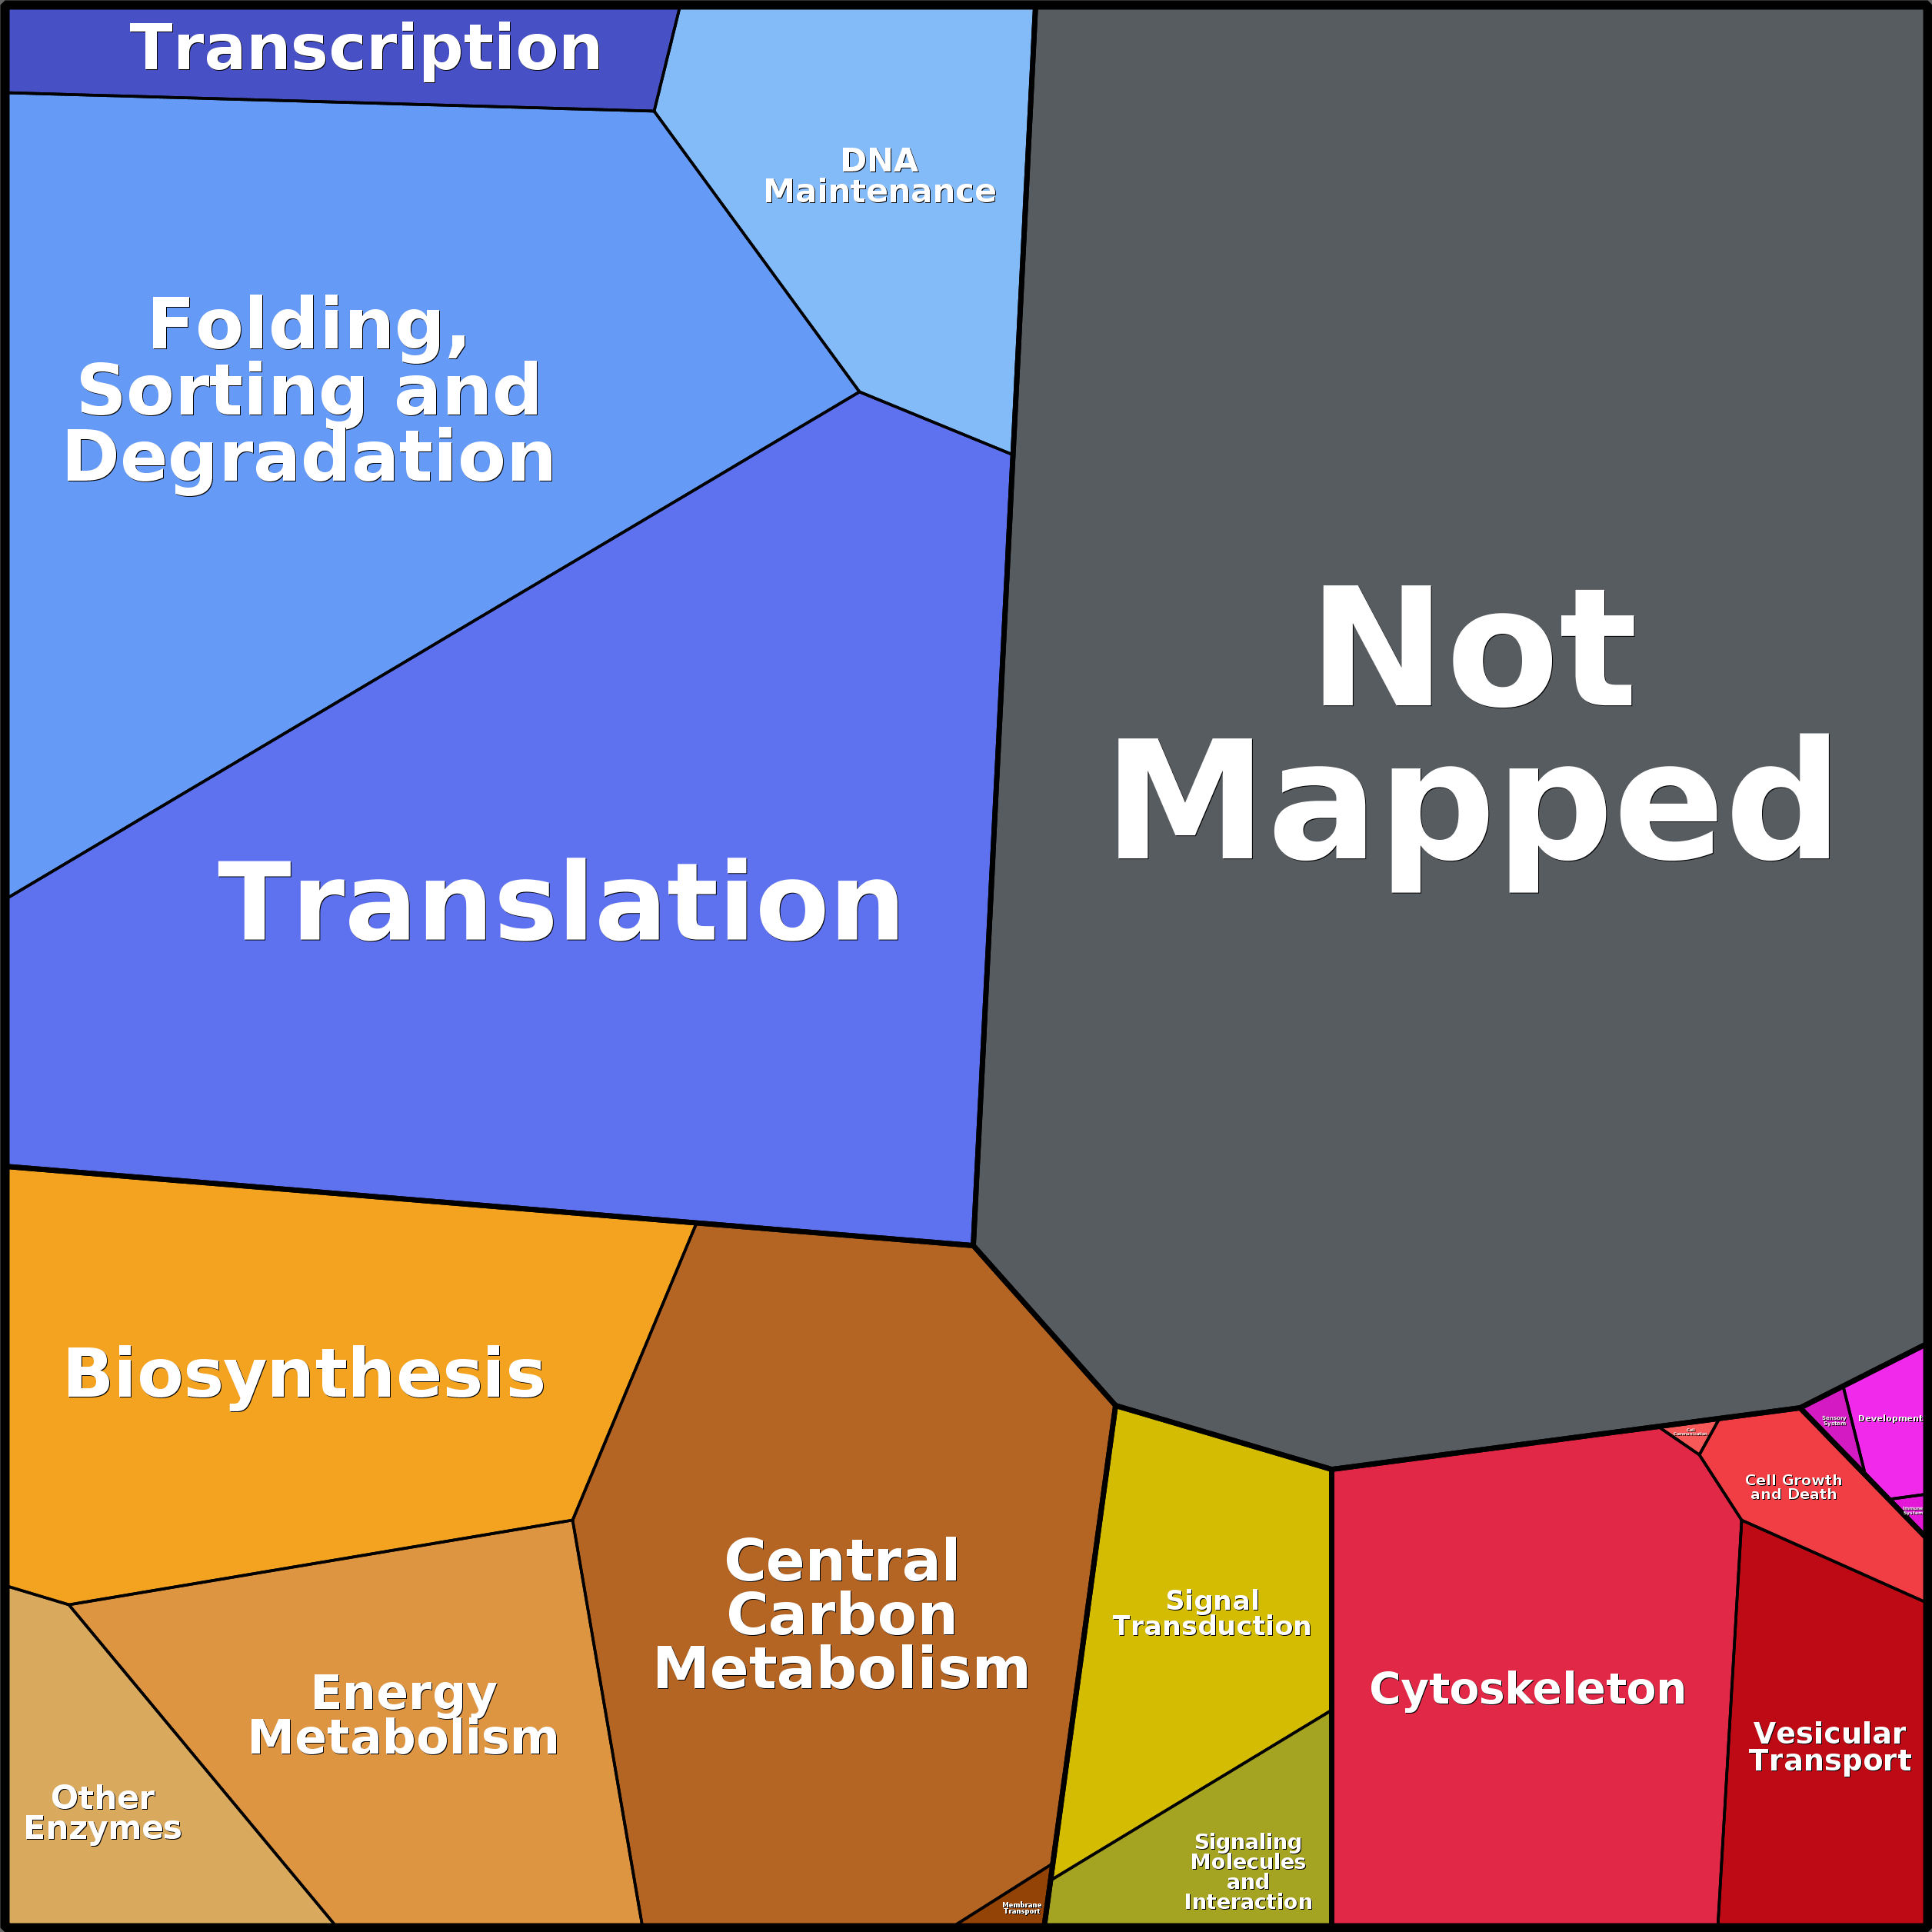 Transcription
DNA
Maintenance
Folding,
Sorting and
Degradation
Translation
Not
Mapped
Biosynthesis
Central
Carbon
Metabolism
Energy
Metabolism
Other
Enzymes
Membrane
Transport
Signal
Transduction
Signaling
Molecules
and
Interaction
Cytoskeleton
Vesicular
Transport
Cell Growth
and Death
Cell
Communication
Sensory
System
Development
Immune
System